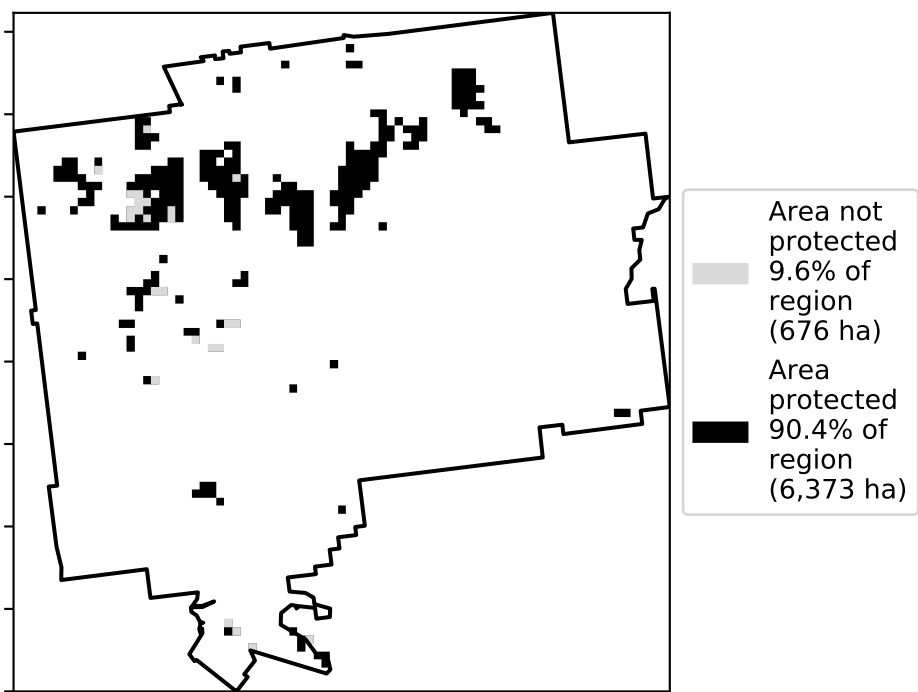 Area not
protected
9.6% of
region
(676 ha)
Area
protected
90.4% of
region
(6,373 ha)